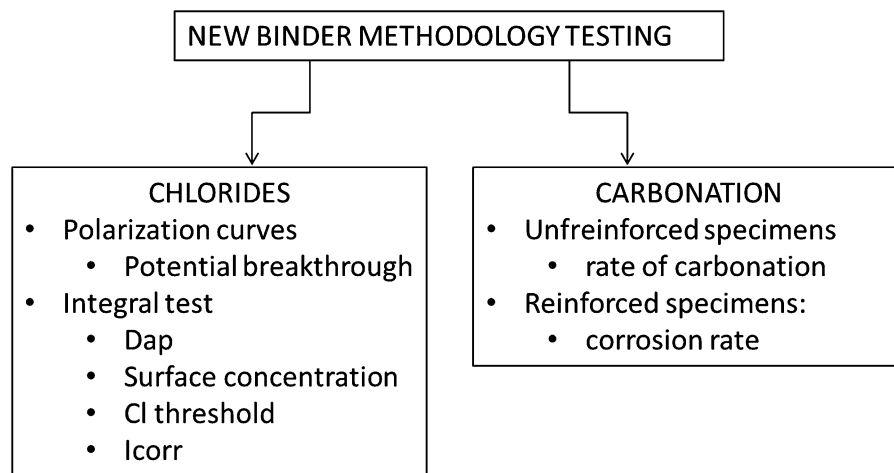 NEW BINDER METHODOLOGY TESTING
CHLORIDES
• Polarization curves
• Potential breakthrough
• Integral test
• Dap
• Surface concentration
• Cl threshold
• Icorr
CARBONATION
• Unfreinforced specimens
• rate of carbonation
• Reinforced specimens:
• corrosion rate